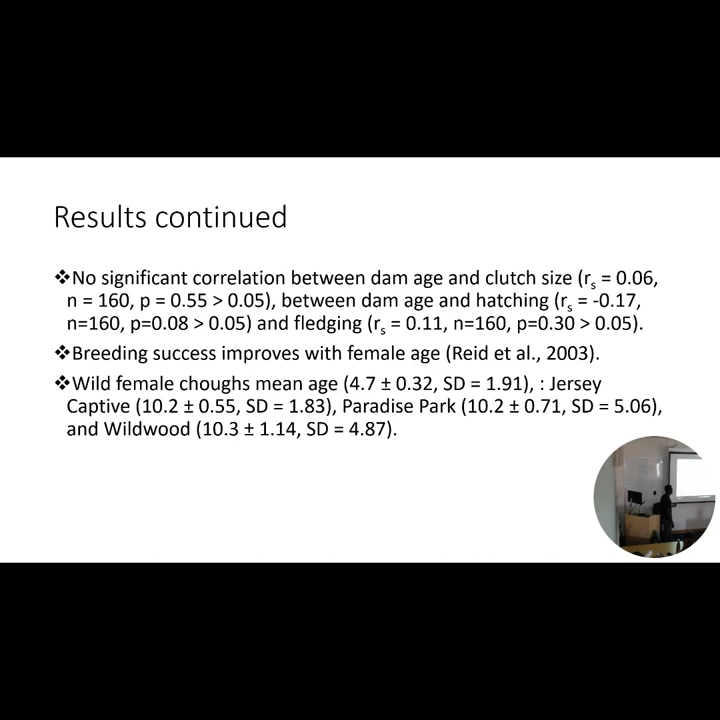 Results continued
❖No significant correlation between dam age and clutch size (rs = 0.06,
n = 160, p = 0.55 > 0.05), between dam age and hatching (rs = -0.17,
n=160, p=0.08 > 0.05) and fledging (rs = 0.11, n=160, p=0.30 > 0.05).
❖Breeding success improves with female age (Reid et al., 2003).
❖Wild female choughs mean age (4.7 ± 0.32, SD = 1.91), : Jersey
Captive (10.2 ± 0.55, SD = 1.83), Paradise Park (10.2 ± 0.71, SD = 5.06),
and Wildwood (10.3 ± 1.14, SD = 4.87).